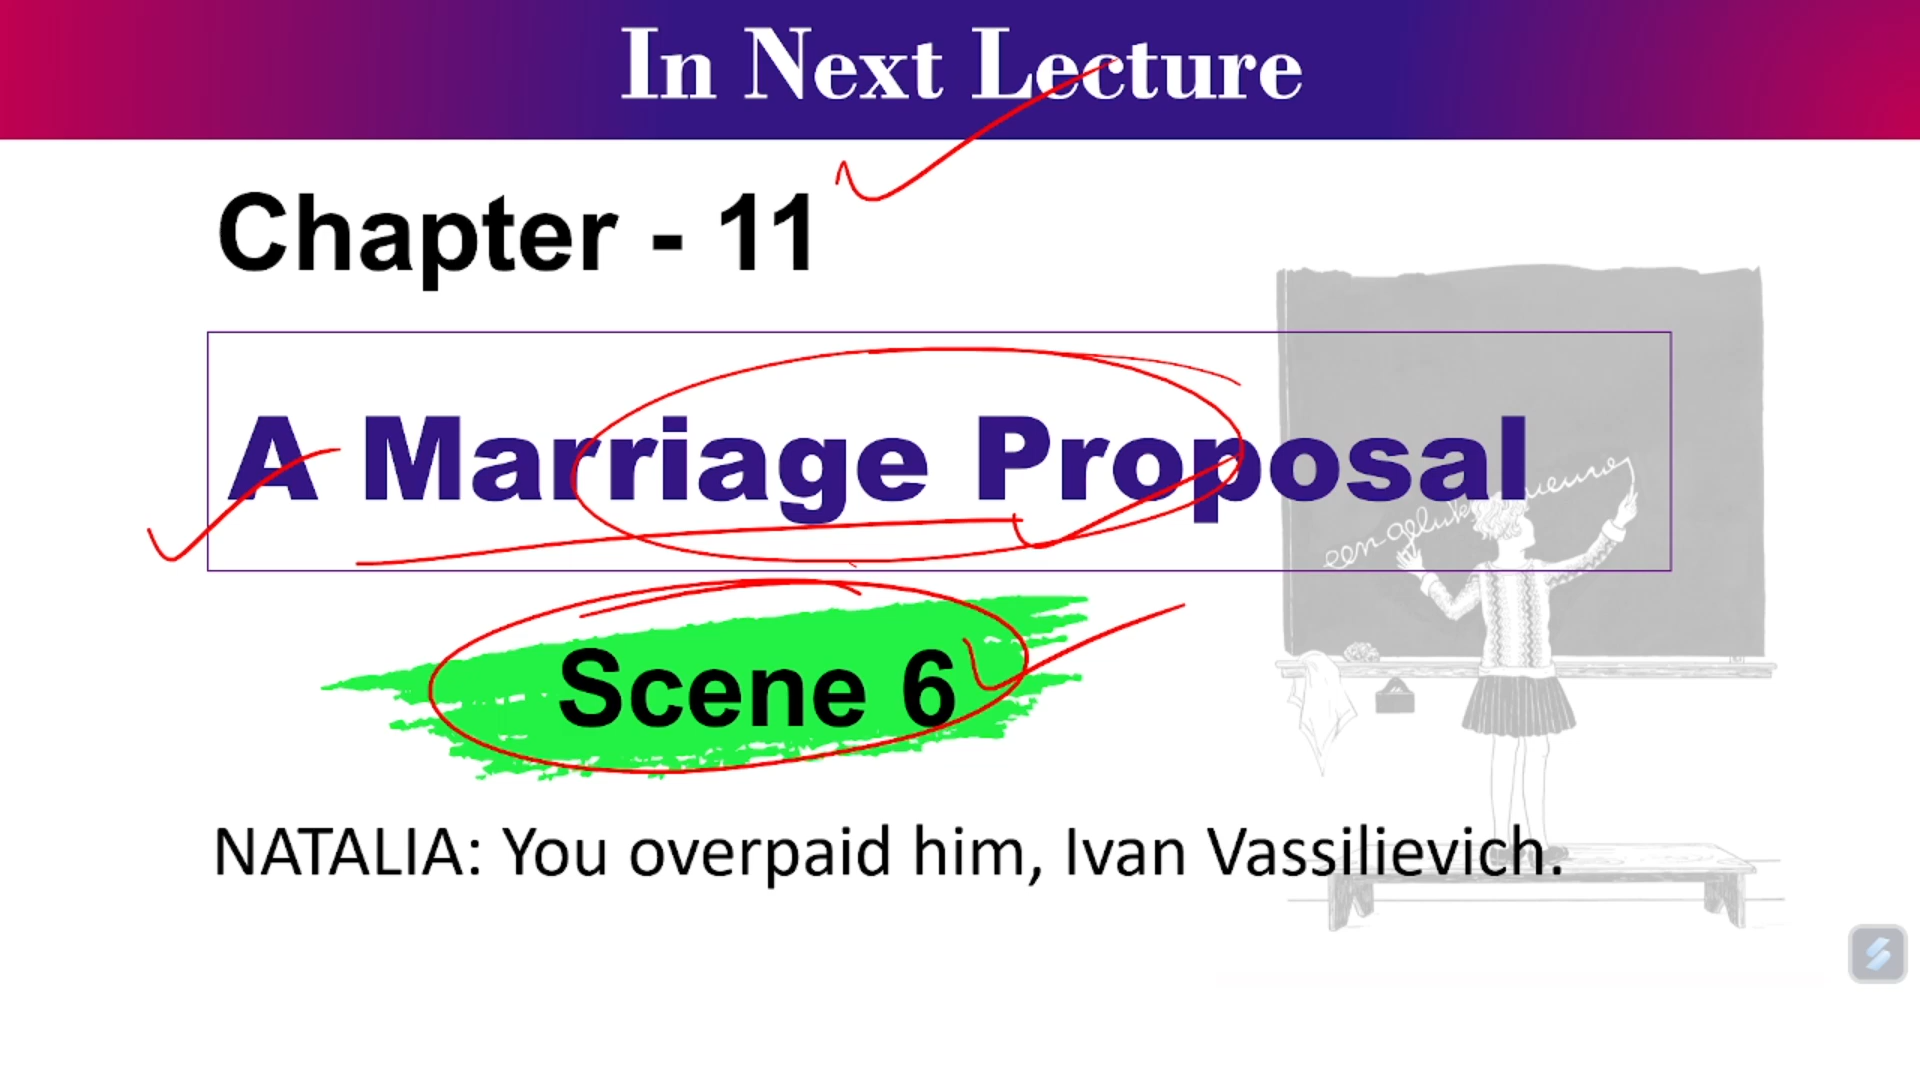 In Next Lecture
Chapter - 11
A Marriage Proposal
Scene 6
NATALIA: You overpaid him, Ivan Vassilievich.